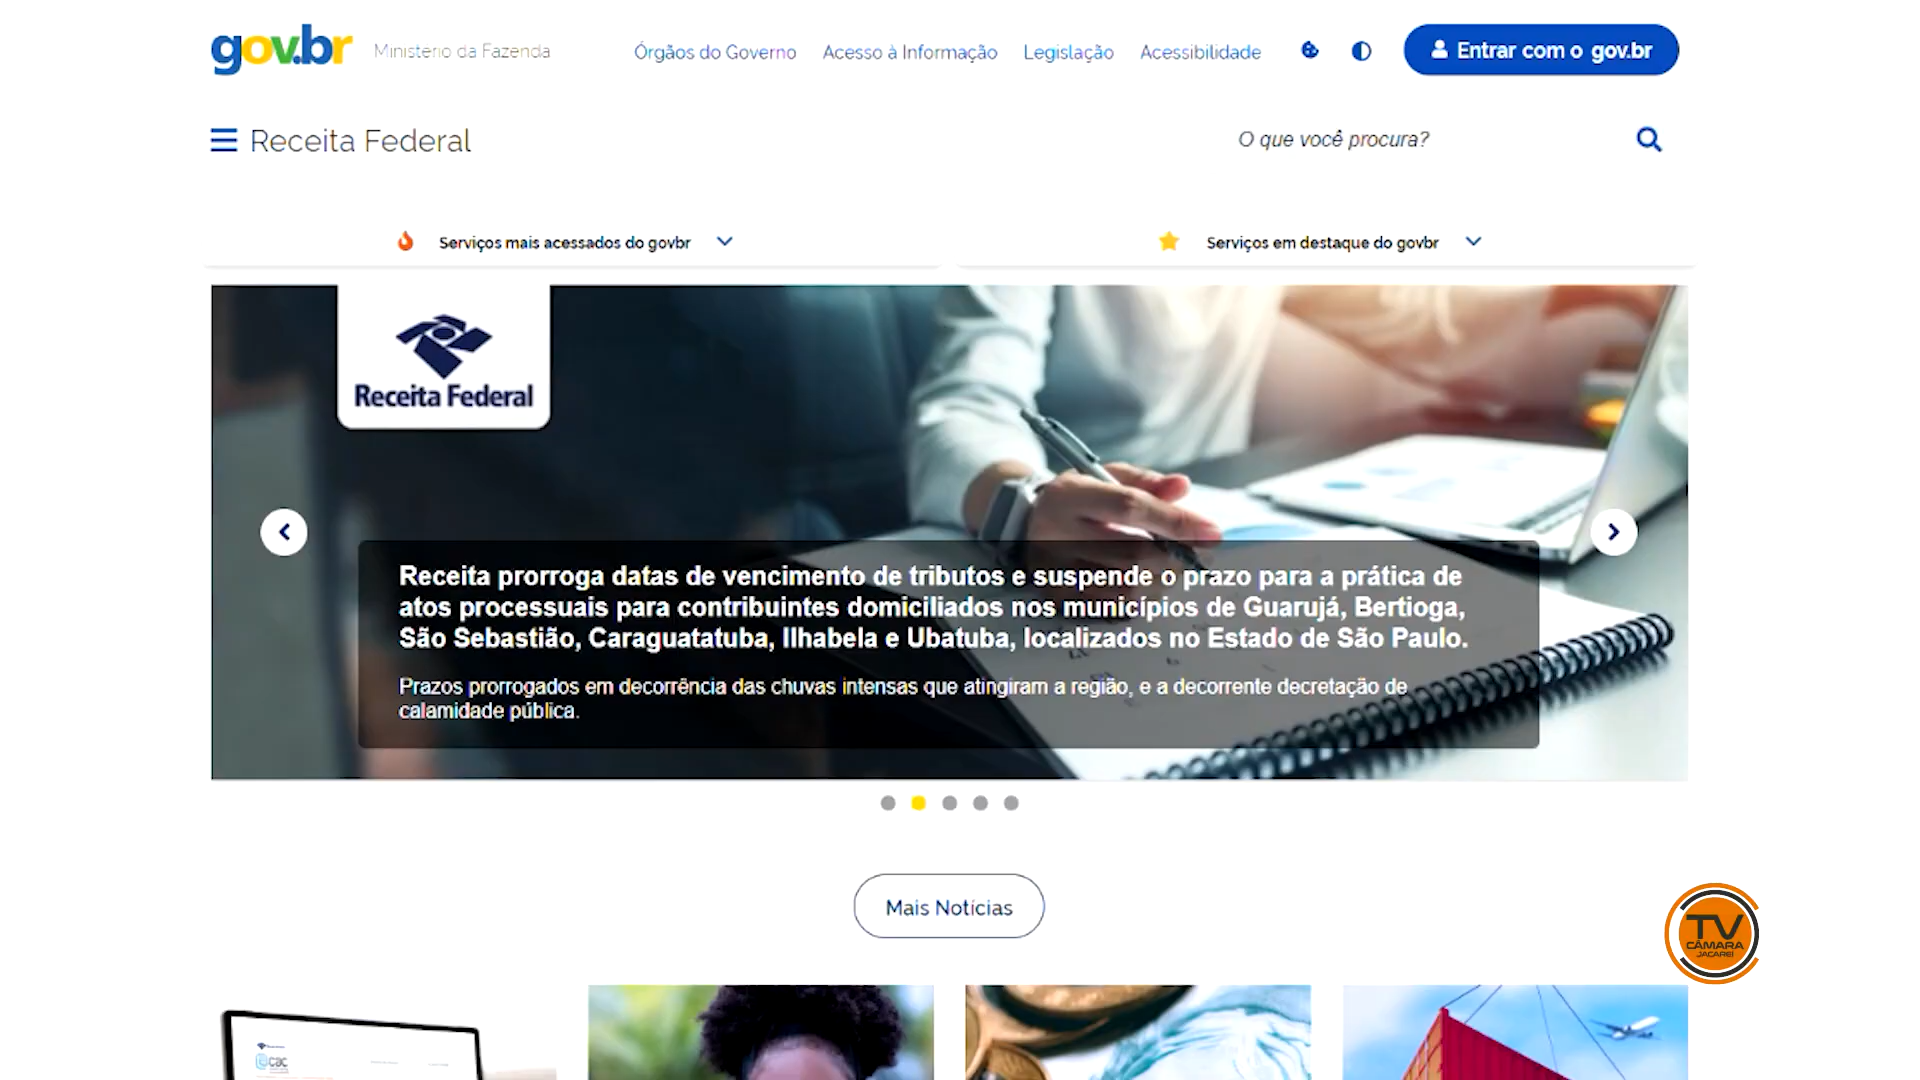 gov.br Ministério da Fazenda Órgãos do Governo Acesso à Informação Legislação Acessibilidade Entrar com o gov.br
Receita Federal O que você procura?
Serviços mais acessados do govbr Serviços em destaque do govbr
Receita Federal
Receita prorroga datas de vencimento de tributos e suspende o prazo para a prática de
atos processuais para contribuintes domiciliados nos municípios de Guarujá, Bertioga,
São Sebastião, Caraguatatuba, Ilhabela e Ubatuba, localizados no Estado de São Paulo.
Prazos prorrogados em decorrência das chuvas intensas que atingiram a região, e a decorrente decretação de
calamidade pública.
Mais Notícias
TV
CÂMARA
JACAREÍ
cac